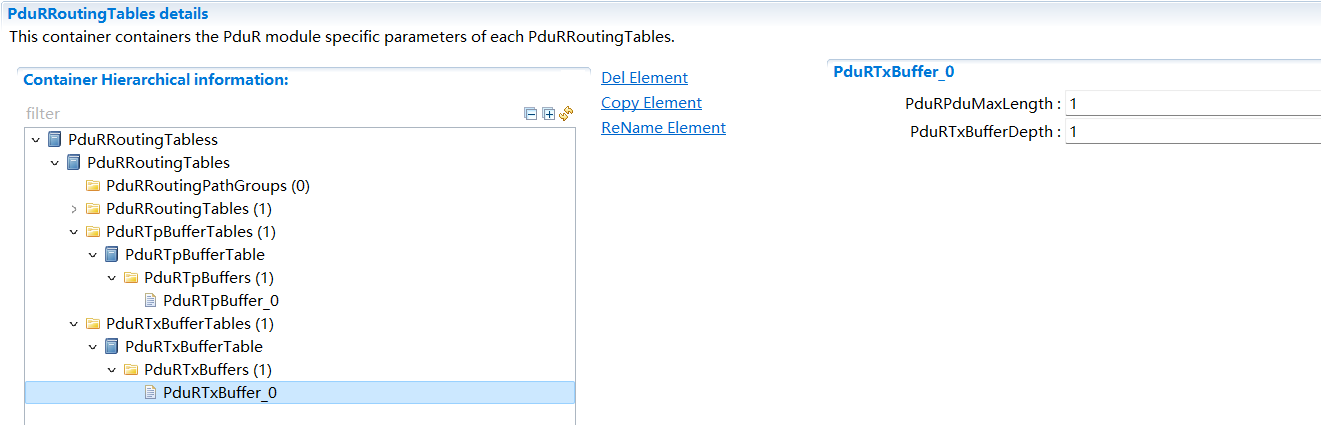 PduRRoutingTables details
This container containers the PduR module specific parameters of each PduRRoutingTables.
Container Hierarchical information:
filter
PduRRoutingTabless
PduRRoutingTables
PduRRoutingPathGroups (0)
PduRRoutingTables (1)
PduRTpBufferTables (1)
PduRTpBufferTable
PduRTpBuffers (1)
PduRTpBuffer_0
PduRTxBufferTables (1)
PduRTxBufferTable
PduRTxBuffers (1)
PduRTxBuffer_0
Del Element
Copy Element
ReName Element
PduRTxBuffer_0
PduRPduMaxLength : 1
PduRTxBufferDepth : 1